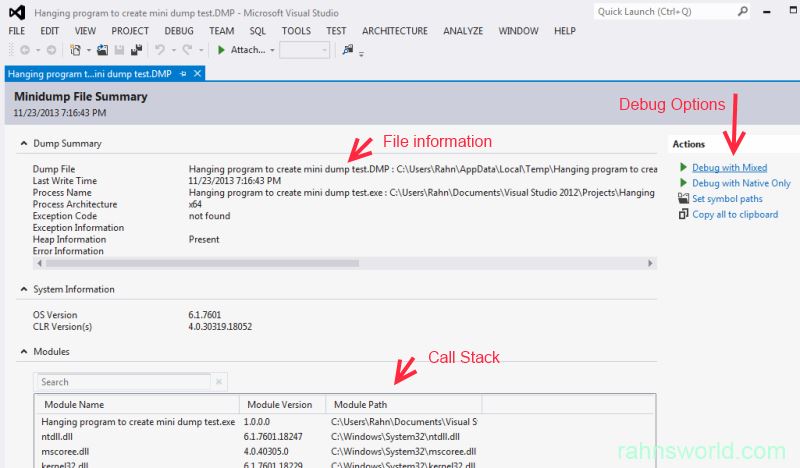 Hanging program to create mini dump test.DMP - Microsoft Visual Studio
Quick Launch (Ctrl+Q)
FILE EDIT VIEW PROJECT DEBUG TEAM SQL TOOLS TEST ARCHITECTURE ANALYZE WINDOW HELP
Attach...
Hanging program t...ini dump test.DMP
Minidump File Summary
11/23/2013 7:16:43 PM
Debug Options
Dump Summary
File information
Actions
Dump File Hanging program to create mini dump test.DMP : C:\Users\Rahn\AppData\Local\Temp\Hanging program to crea
Last Write Time 11/23/2013 7:16:43 PM
Process Name Hanging program to create mini dump test.exe : C:\Users\Rahn\Documents\Visual Studio 2012\Projects\Hanging
Process Architecture x64
Exception Code not found
Exception Information
Heap Information Present
Error Information
Debug with Mixed
Debug with Native Only
Set symbol paths
Copy all to clipboard
System Information
OS Version 6.1.7601
CLR Version(s) 4.0.30319.18052
Modules
Call Stack
Search
Module Name Module Version Module Path
Hanging program to create mini dump test.exe 1.0.0.0 C:\Users\Rahn\Documents\Visual S
ntdll.dll 6.1.7601.18247 C:\Windows\System32\ntdll.dll
mscoree.dll 4.0.40305.0 C:\Windows\System32\mscoree.dll
kernel32.dll 6.1.7601.18229 C:\Windows\System32\kernel32.dll
rahnsworld.com